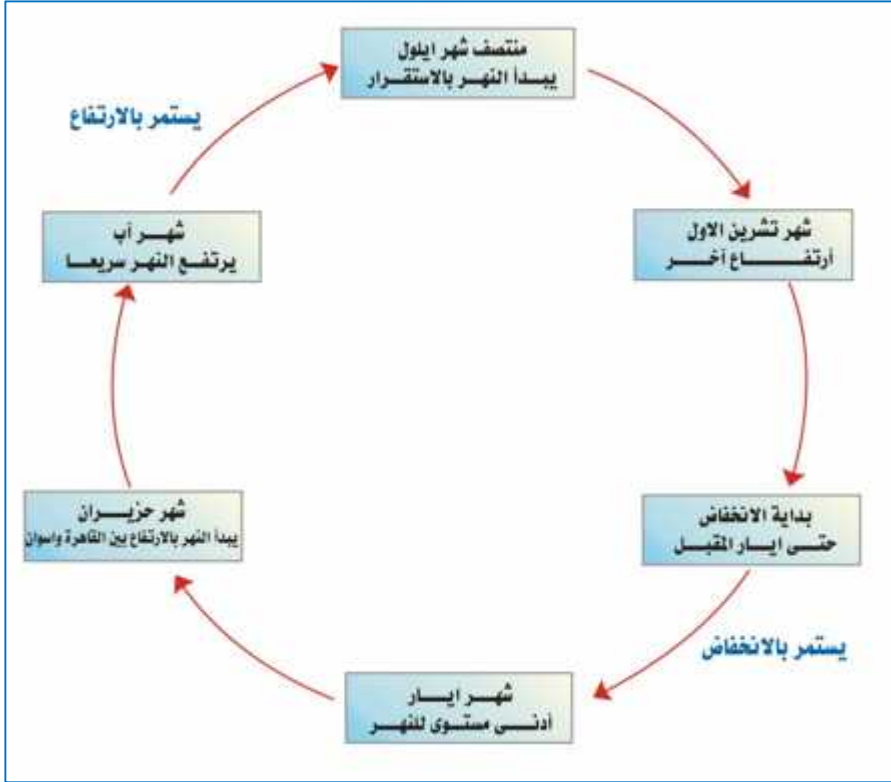 منتصف شهر ايلول
يبدأ النهر بالاستقرار
يستمر بالارتفاع
شهر تشرين الاول
أرتفاع آخر
شهر آب
يرتفع النهر سريعا
بداية الانخفاض
حتى ايار المقبل
شهر حزيران
يبدأ النهر بالارتفاع بين القاهرة واسوان
يستمر بالانخفاض
شهر ايار
أدنى مستوى للنهر